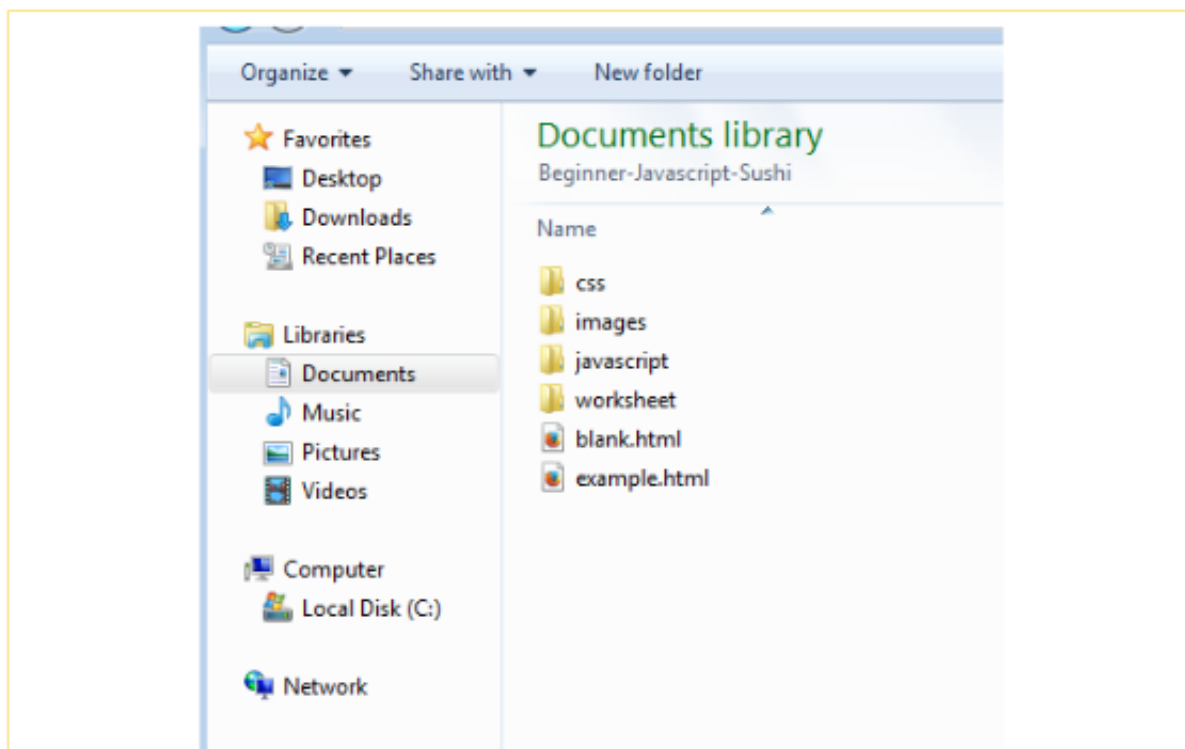 Organize Share with New folder
Favorites
Desktop
Downloads
Recent Places
Libraries
Documents
Music
Pictures
Videos
Computer
Local Disk (C:)
Network
Documents library
Beginner-Javascript-Sushi
Name
css
images
javascript
worksheet
blank.html
example.html